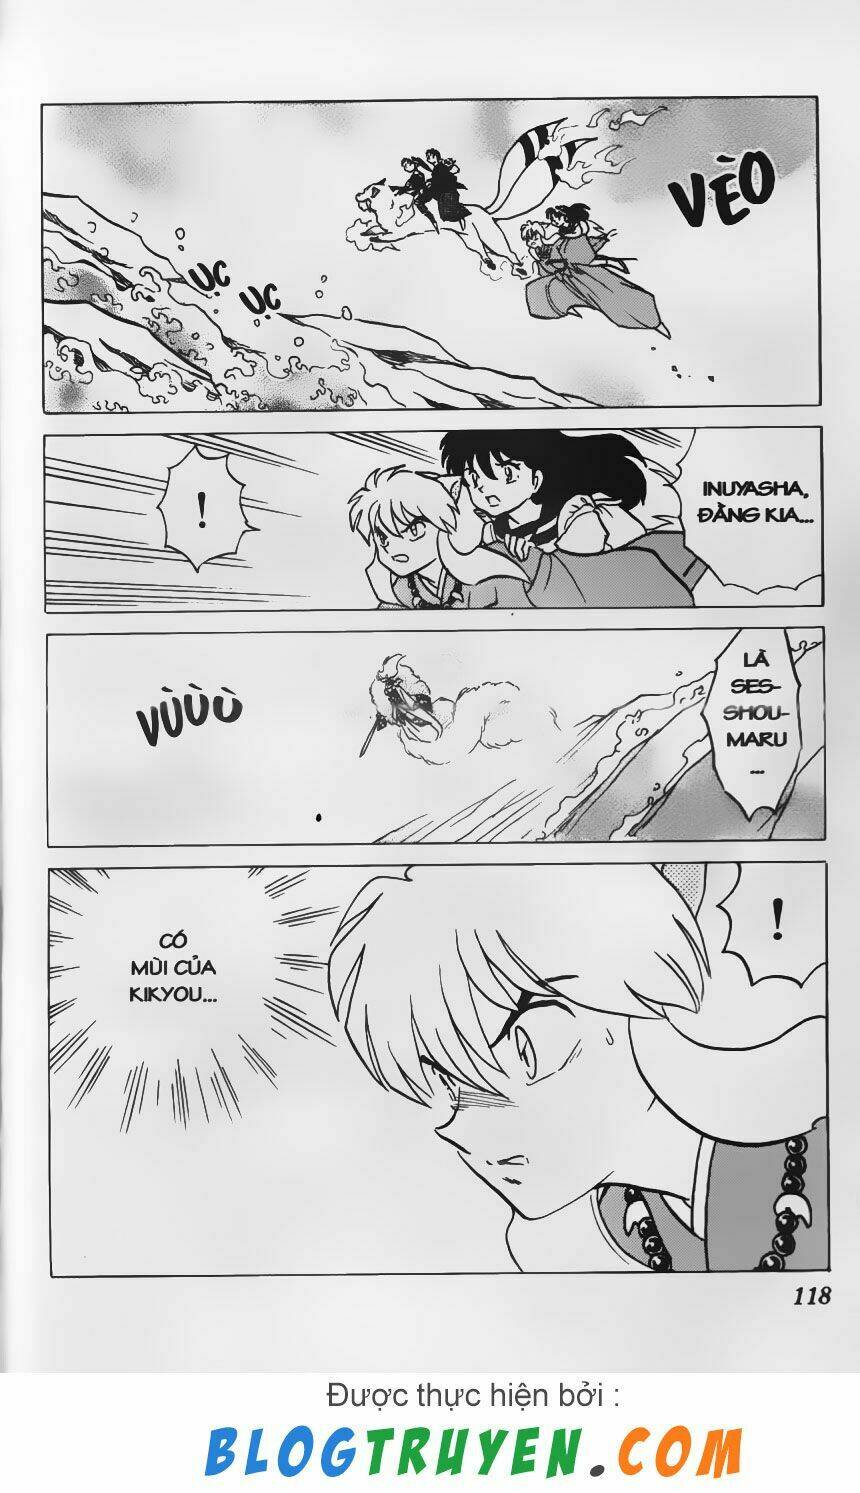 VÈO
ỤC
ỤC
INUYASHA,
ĐẰNG KIA...
!
LÀ
SES-
SHOU-
MARU
...
VÙÙÙ
!
CÓ
MÙI CỦA
KIKYOU...
118
Được thực hiện bởi :
BLOGTRUYEN.COM